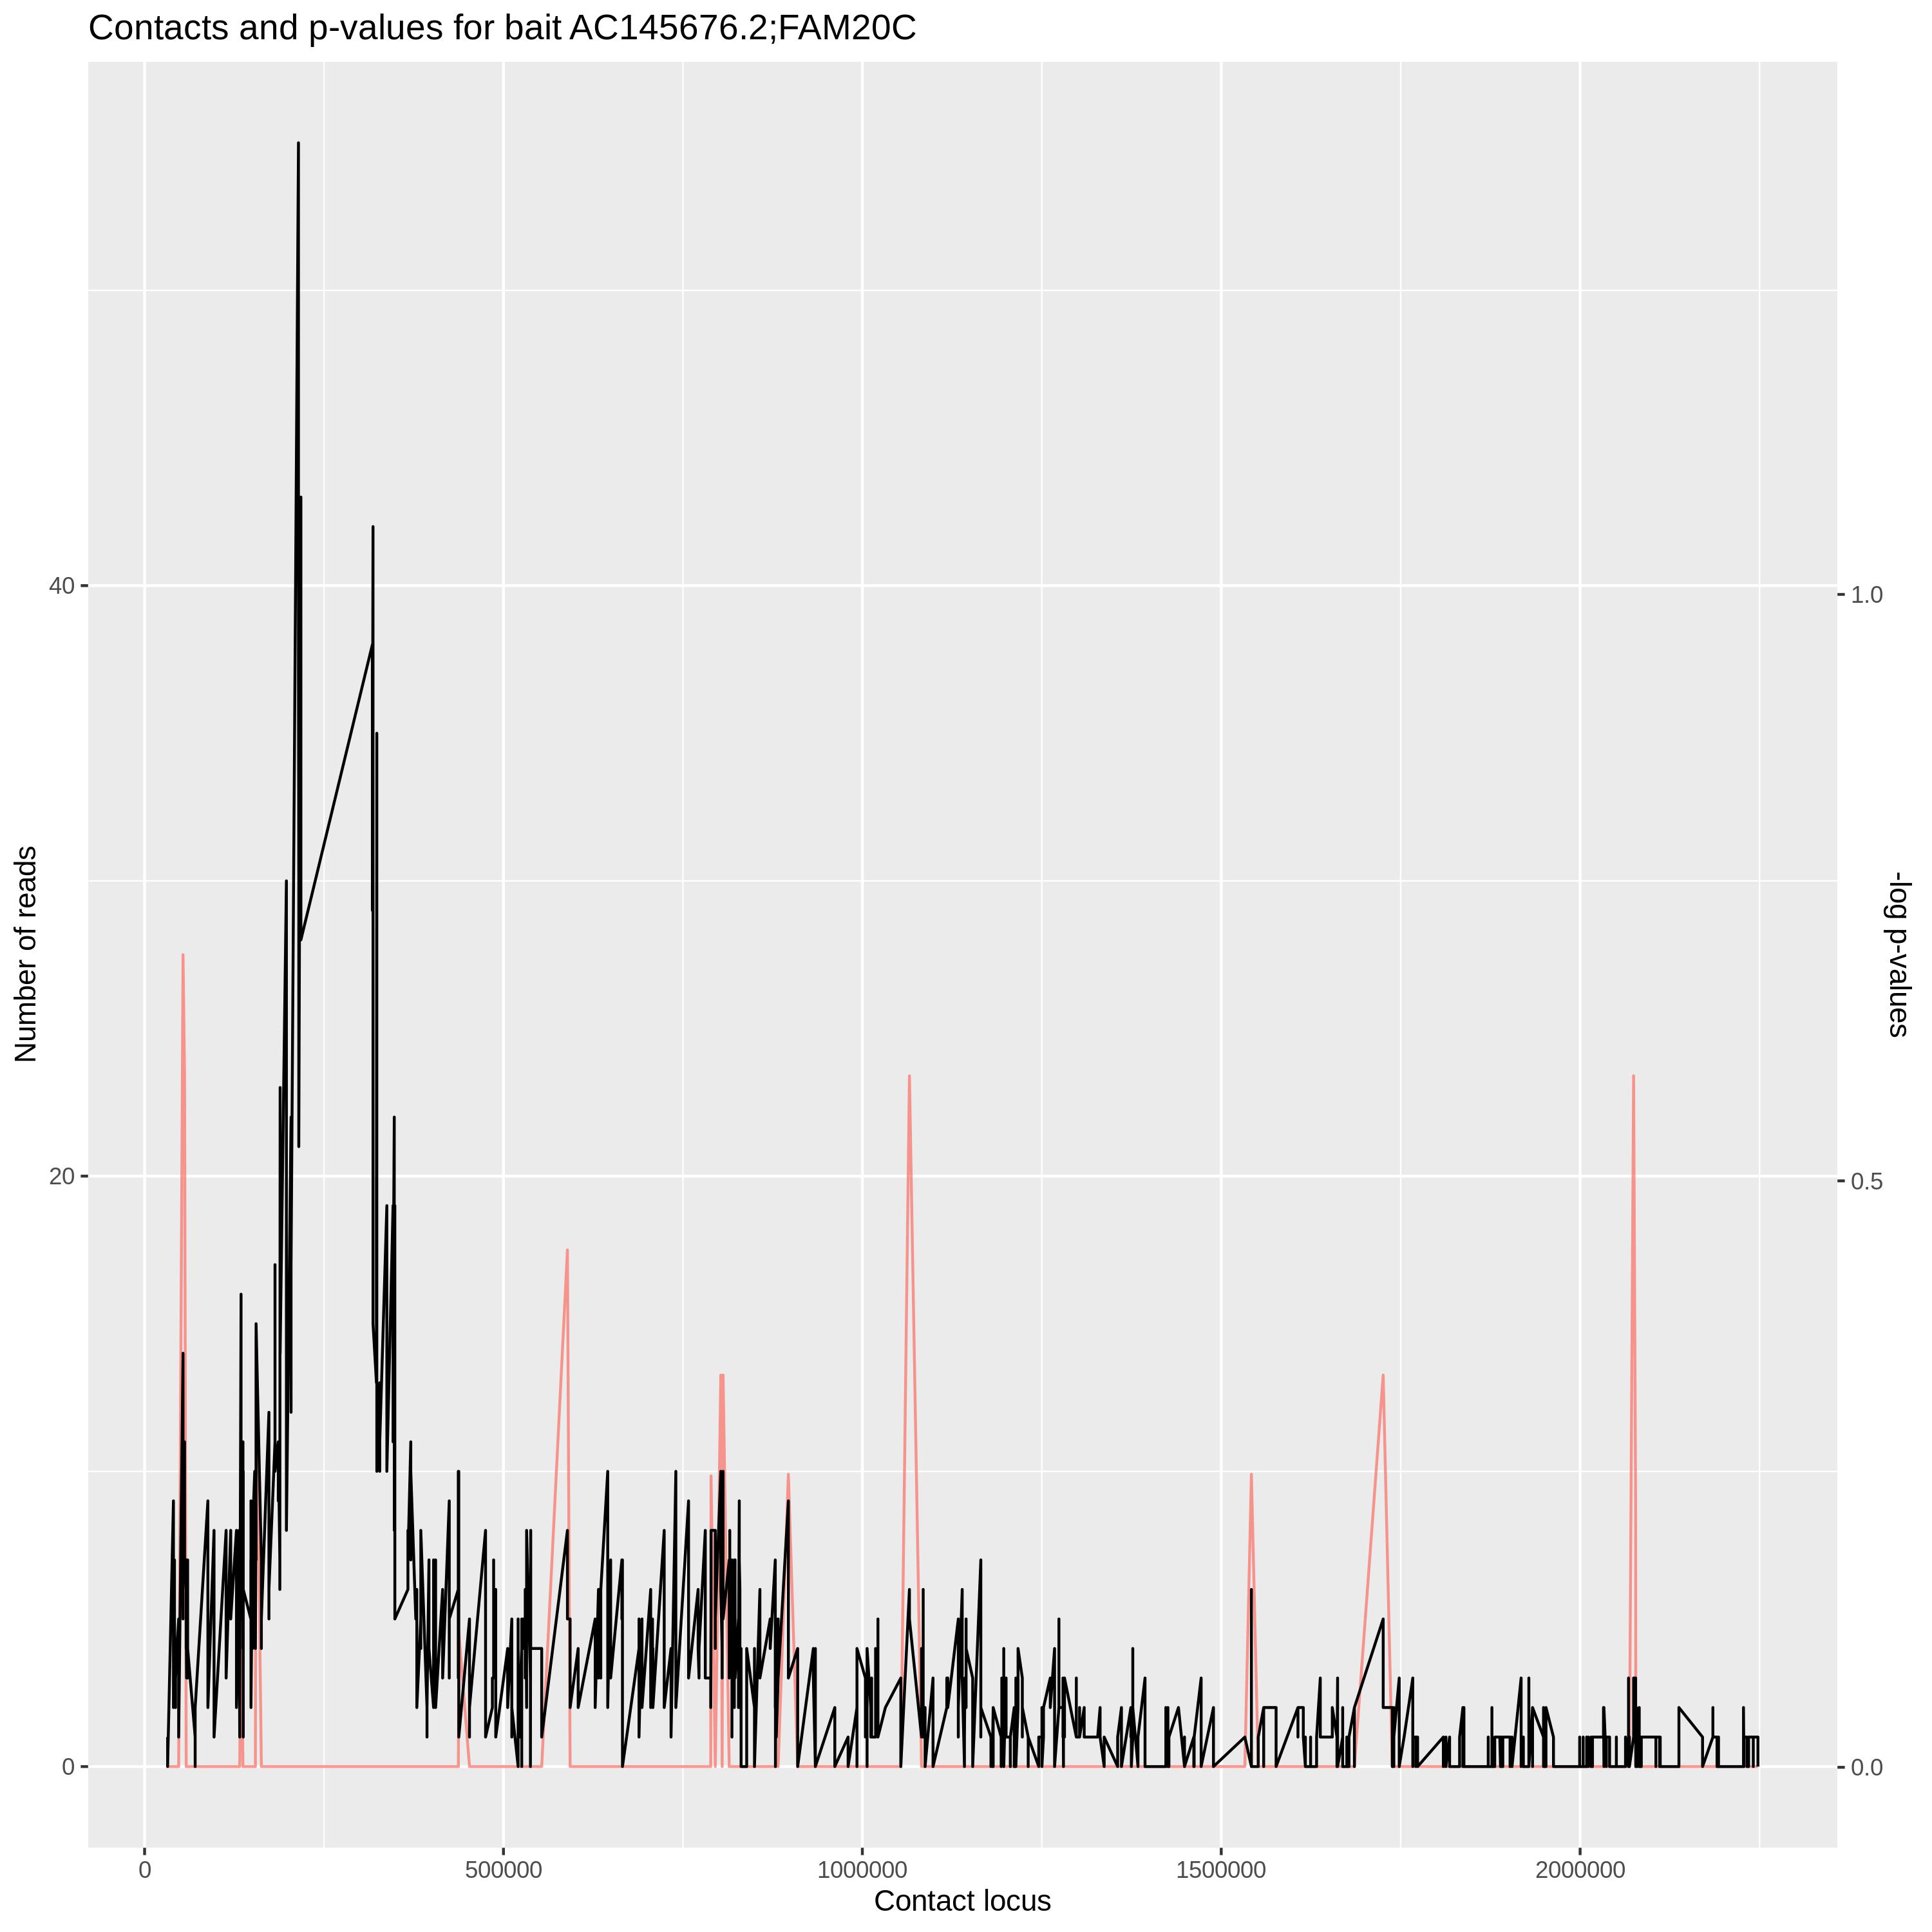 Contacts and p-values for bait AC145676.2;FAM20C
40
20
0
Number of reads
1.0
0.5
0.0
-log p-values
0
500000
1000000
1500000
2000000
Contact locus